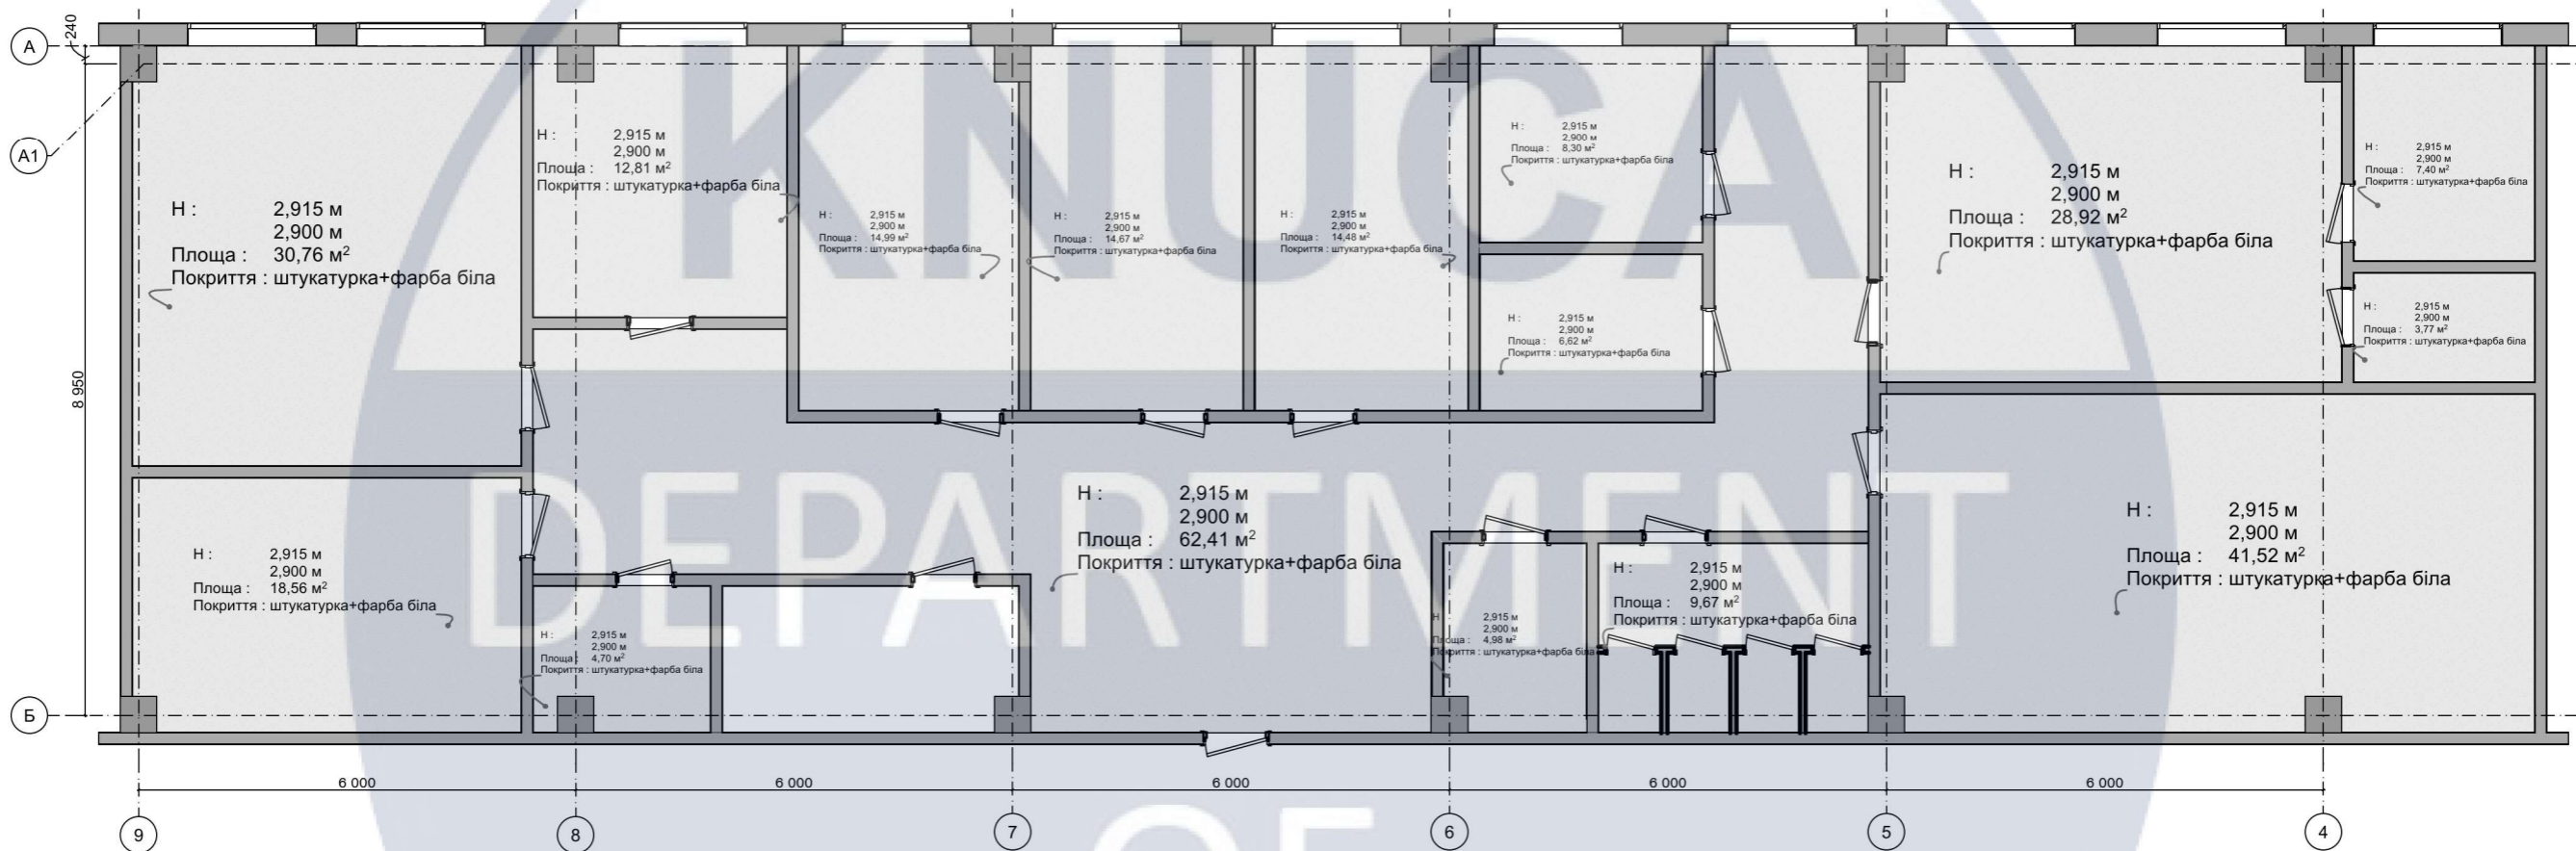 KNUCA
DEPARTMENT
OF
240
А
А1
8 950
Б
Н : 2,915 м
2,900 м
Площа : 30,76 м²
Покриття : штукатурка+фарба біла
Н : 2,915 м
2,900 м
Площа : 12,81 м²
Покриття : штукатурка+фарба біла
Н : 2,915 м
2,900 м
Площа : 14,99 м²
Покриття : штукатурка+фарба біла
Н : 2,915 м
2,900 м
Площа : 14,67 м²
Покриття : штукатурка+фарба біла
Н : 2,915 м
2,900 м
Площа : 14,48 м²
Покриття : штукатурка+фарба біла
Н : 2,915 м
2,900 м
Площа : 8,30 м²
Покриття : штукатурка+фарба біла
Н : 2,915 м
2,900 м
Площа : 6,62 м²
Покриття : штукатурка+фарба біла
Н : 2,915 м
2,900 м
Площа : 28,92 м²
Покриття : штукатурка+фарба біла
Н : 2,915 м
2,900 м
Площа : 7,40 м²
Покриття : штукатурка+фарба біла
Н : 2,915 м
2,900 м
Площа : 3,77 м²
Покриття : штукатурка+фарба біла
Н : 2,915 м
2,900 м
Площа : 18,56 м²
Покриття : штукатурка+фарба біла
Н : 2,915 м
2,900 м
Площа : 4,70 м²
Покриття : штукатурка+фарба біла
Н : 2,915 м
2,900 м
Площа : 62,41 м²
Покриття : штукатурка+фарба біла
Н : 2,915 м
2,900 м
Площа : 4,98 м²
Покриття : штукатурка+фарба біла
Н : 2,915 м
2,900 м
Площа : 9,67 м²
Покриття : штукатурка+фарба біла
Н : 2,915 м
2,900 м
Площа : 41,52 м²
Покриття : штукатурка+фарба біла
6 000 6 000 6 000 6 000 6 000
9 8 7 6 5 4